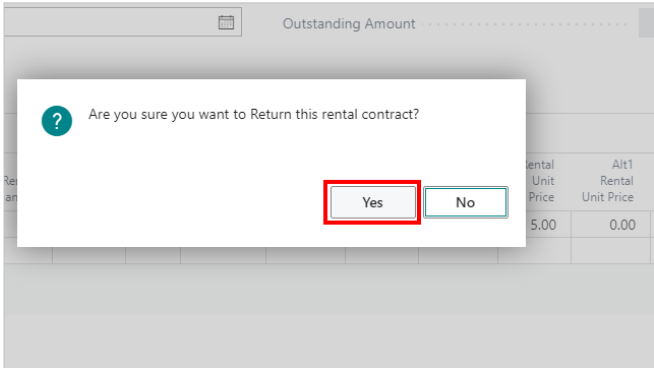 Outstanding Amount
Are you sure you want to Return this rental contract?
Yes
No
Rental
Unit
Price
Alt1
Rental
Unit Price
5.00
0.00